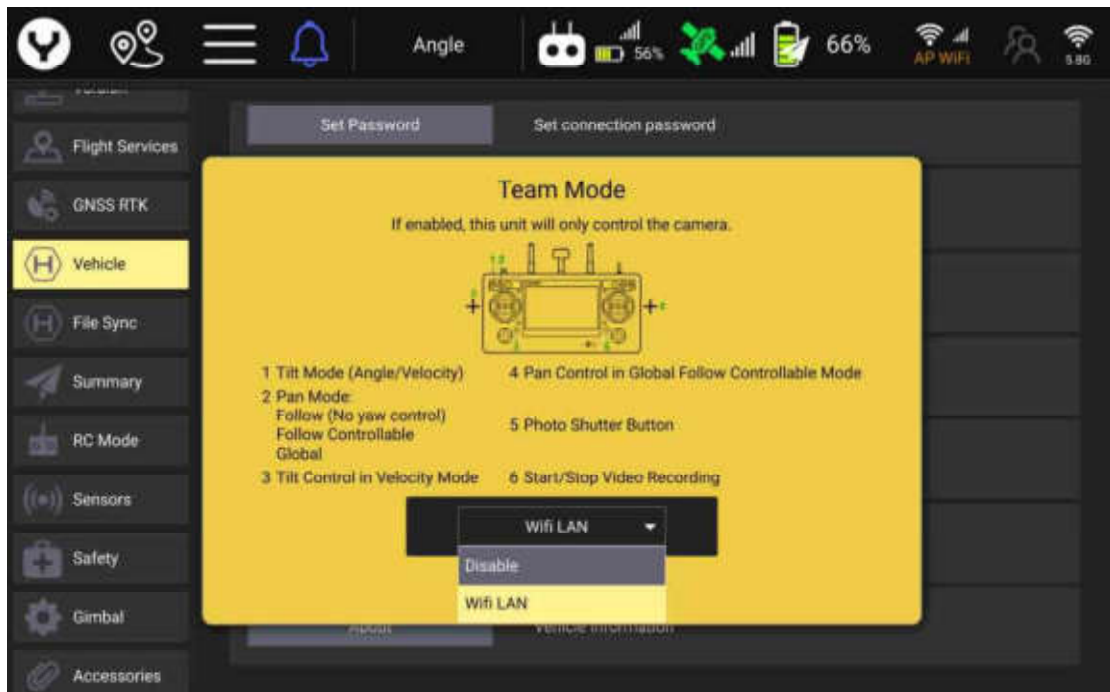 Angle
56%
66%
AP WiFi
5.8G
Version
Flight Services
GNSS RTK
Vehicle
File Sync
Summary
RC Mode
Sensors
Safety
Gimbal
Accessories
Set Password
Set connection password
Team Mode
If enabled, this unit will only control the camera.
1 Tilt Mode (Angle/Velocity)
2 Pan Mode:
Follow (No yaw control)
Follow Controllable
Global
3 Tilt Control in Velocity Mode
4 Pan Control in Global Follow Controllable Mode
5 Photo Shutter Button
6 Start/Stop Video Recording
Wifi LAN
Disable
Wifi LAN
About
Vehicle Information